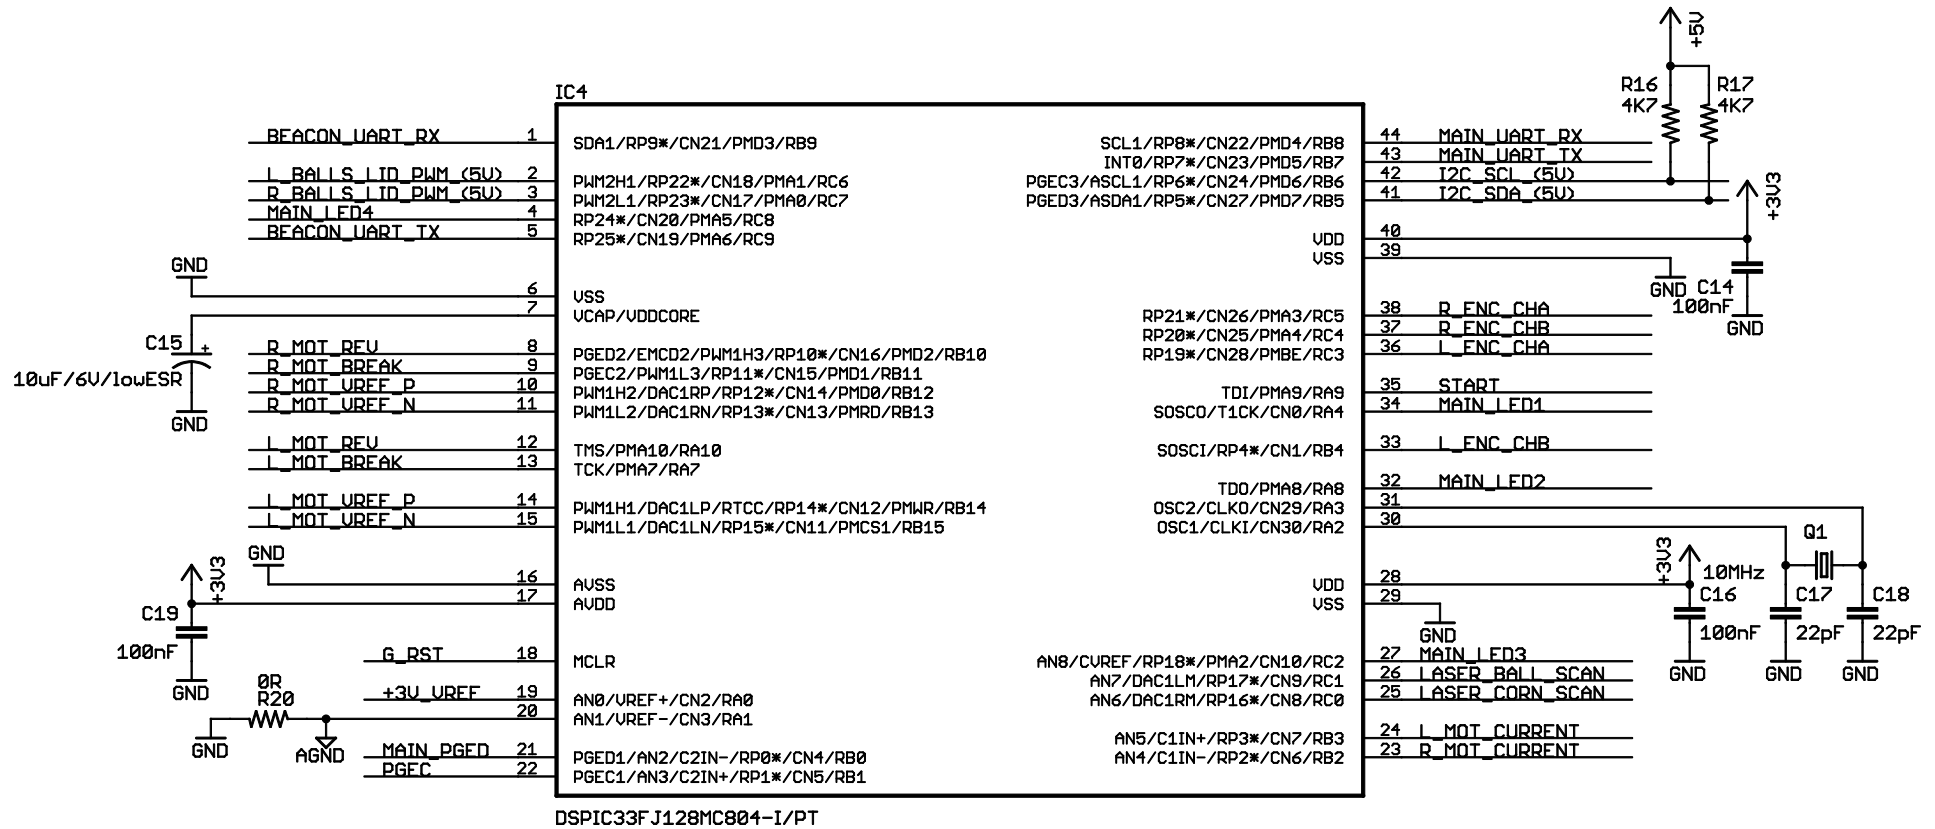 +5V
R16
4K7
R17
4K7
IC4
BEACON_UART_RX 1 SDA1/RP9*/CN21/PMD3/RB9
L_BALLS_LID_PWM_(5V) 2 PWM2H1/RP22*/CN18/PMA1/RC6
R_BALLS_LID_PWM_(5V) 3 PWM2L1/RP23*/CN17/PMA0/RC7
MAIN_LED4 4 RP24*/CN20/PMA5/RC8
BEACON_UART_TX 5 RP25*/CN19/PMA6/RC9
GND
6 VSS
7 VCAP/VDDCORE
C15
+
10uF/6V/lowESR
GND
R_MOT_REV 8 PGED2/EMCD2/PWM1H3/RP10*/CN16/PMD2/RB10
R_MOT_BREAK 9 PGEC2/PWM1L3/RP11*/CN15/PMD1/RB11
R_MOT_VREF_P 10 PWM1H2/DAC1RP/RP12*/CN14/PMD0/RB12
R_MOT_VREF_N 11 PWM1L2/DAC1RN/RP13*/CN13/PMRD/RB13
L_MOT_REV 12 TMS/PMA10/RA10
L_MOT_BREAK 13 TCK/PMA7/RA7
L_MOT_VREF_P 14 PWM1H1/DAC1LP/RTCC/RP14*/CN12/PMWR/RB14
L_MOT_VREF_N 15 PWM1L1/DAC1LN/RP15*/CN11/PMCS1/RB15
GND
+3V3
16 AVSS
17 AVDD
C19
100nF
GND
G_RST 18 MCLR
+3V_VREF 19 AN0/VREF+/CN2/RA0
20 AN1/VREF-/CN3/RA1
0R
R20
GND
AGND
MAIN_PGED 21 PGED1/AN2/C2IN-/RP0*/CN4/RB0
PGEC 22 PGEC1/AN3/C2IN+/RP1*/CN5/RB1
SCL1/RP8*/CN22/PMD4/RB8 44 MAIN_UART_RX
INT0/RP7*/CN23/PMD5/RB7 43 MAIN_UART_TX
PGEC3/ASCL1/RP6*/CN24/PMD6/RB6 42 I2C_SCL_(5V)
PGED3/ASDA1/RP5*/CN27/PMD7/RB5 41 I2C_SDA_(5V)
+3V3
VDD 40
VSS 39
GND
C14
100nF
GND
RP21*/CN26/PMA3/RC5 38 R_ENC_CHA
RP20*/CN25/PMA4/RC4 37 R_ENC_CHB
RP19*/CN28/PMBE/RC3 36 L_ENC_CHA
TDI/PMA9/RA9 35 START
SOSCO/T1CK/CN0/RA4 34 MAIN_LED1
SOSCI/RP4*/CN1/RB4 33 L_ENC_CHB
TDO/PMA8/RA8 32 MAIN_LED2
OSC2/CLKO/CN29/RA3 31
OSC1/CLKI/CN30/RA2 30
Q1
10MHz
+3V3
VDD 28
VSS 29
GND
C16
100nF
GND
C17
22pF
GND
C18
22pF
GND
AN8/CVREF/RP18*/PMA2/CN10/RC2 27 MAIN_LED3
AN7/DAC1LM/RP17*/CN9/RC1 26 LASER_BALL_SCAN
AN6/DAC1RM/RP16*/CN8/RC0 25 LASER_CORN_SCAN
AN5/C1IN+/RP3*/CN7/RB3 24 L_MOT_CURRENT
AN4/C1IN-/RP2*/CN6/RB2 23 R_MOT_CURRENT
DSPIC33FJ128MC804-I/PT